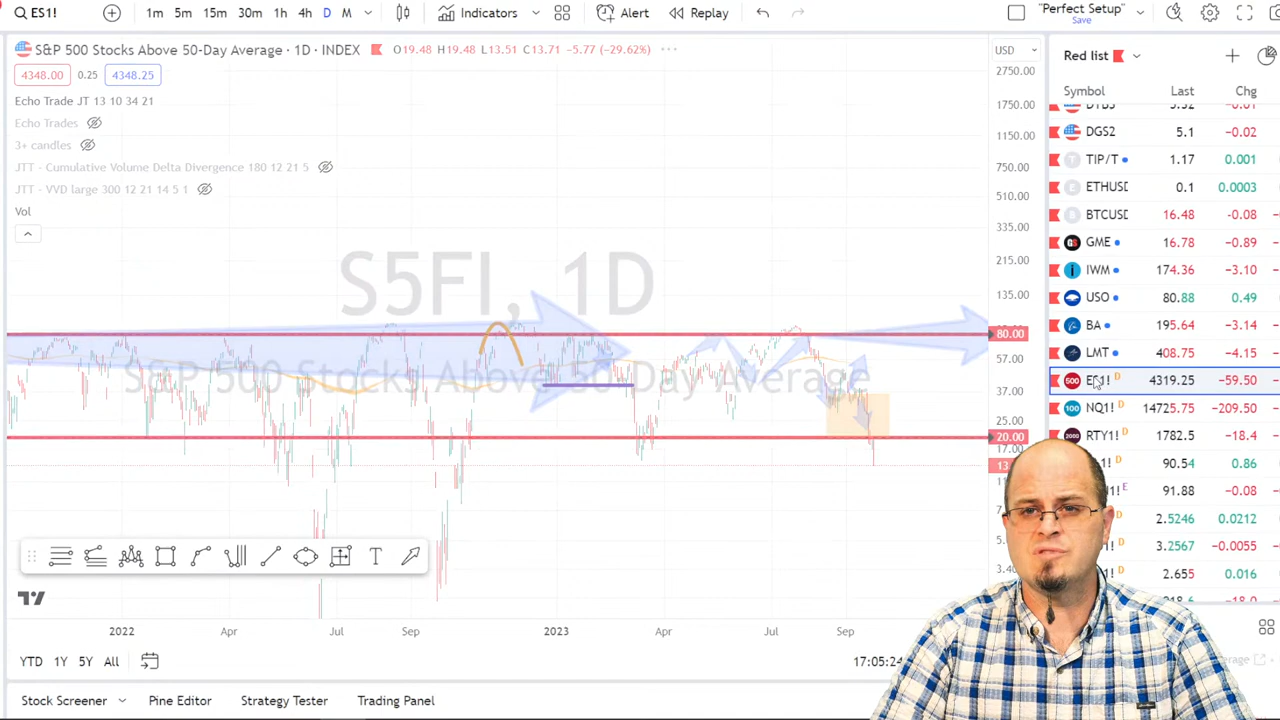 ES1! 1m 5m 15m 30m 1h 4h D M Indicators Alert Replay "Perfect Setup"
Save
S&P 500 Stocks Above 50-Day Average · 1D · INDEX O19.48 H19.48 L13.51 C13.71 −5.77 (−29.62%)
4348.00 0.25 4348.25
Echo Trade JT 13 10 34 21
Echo Trades
3+ candles
JTT - Cumulative Volume Delta Divergence 180 12 21 5
JTT - VVD large 300 12 21 14 5 1
Vol
S5FI, 1D
S&P 500 Stocks Above 50-Day Average
USD
2750.00
1750.00
1150.00
750.00
510.00
335.00
215.00
135.00
80.00
57.00
37.00
25.00
20.00
17.00
2022 Apr Jul Sep 2023 Apr Jul Sep
YTD 1Y 5Y All
17:05:24
Stock Screener Pine Editor Strategy Tester Trading Panel
Red list
Symbol Last Chg
DGS2 5.1 −0.02
TIP/T 1.17 0.001
ETHUSD 0.1 0.0003
BTCUSD 16.48 −0.08
GME 16.78 −0.89
IWM 174.36 −3.10
USO 80.88 0.49
BA 195.64 −3.14
LMT 408.75 −4.15
ES1! D 4319.25 −59.50
NQ1! D 14725.75 −209.50
RTY1! D 1782.5 −18.4
1! D 90.54 0.86
1! E 91.88 −0.08
D 2.5246 0.0212
1! D 3.2567 −0.0055
1! D 2.655 0.016